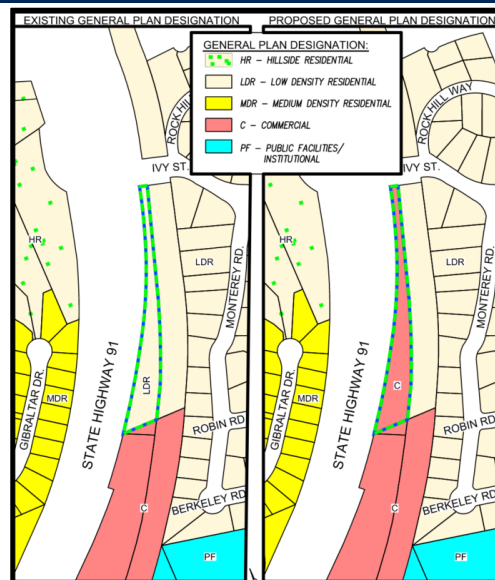 EXISTING GENERAL PLAN DESIGNATION
PROPOSED GENERAL PLAN DESIGNATION
GENERAL PLAN DESIGNATION:
HR – HILLSIDE RESIDENTIAL
LDR – LOW DENSITY RESIDENTIAL
MDR – MEDIUM DENSITY RESIDENTIAL
C – COMMERCIAL
PF – PUBLIC FACILITIES/
INSTITUTIONAL
ROCK HILL
IVY ST.
HR
LDR
MONTEREY RD.
STATE HIGHWAY 91
LDR
GIBRALTAR DR.
MDR
ROBIN RD
C
BERKELEY RD
PF
ROCK HILL WAY
IVY ST.
HR
LDR
MONTEREY RD.
STATE HIGHWAY 91
C
GIBRALTAR DR.
MDR
ROBIN RD.
C
BERKELEY RD.
PF